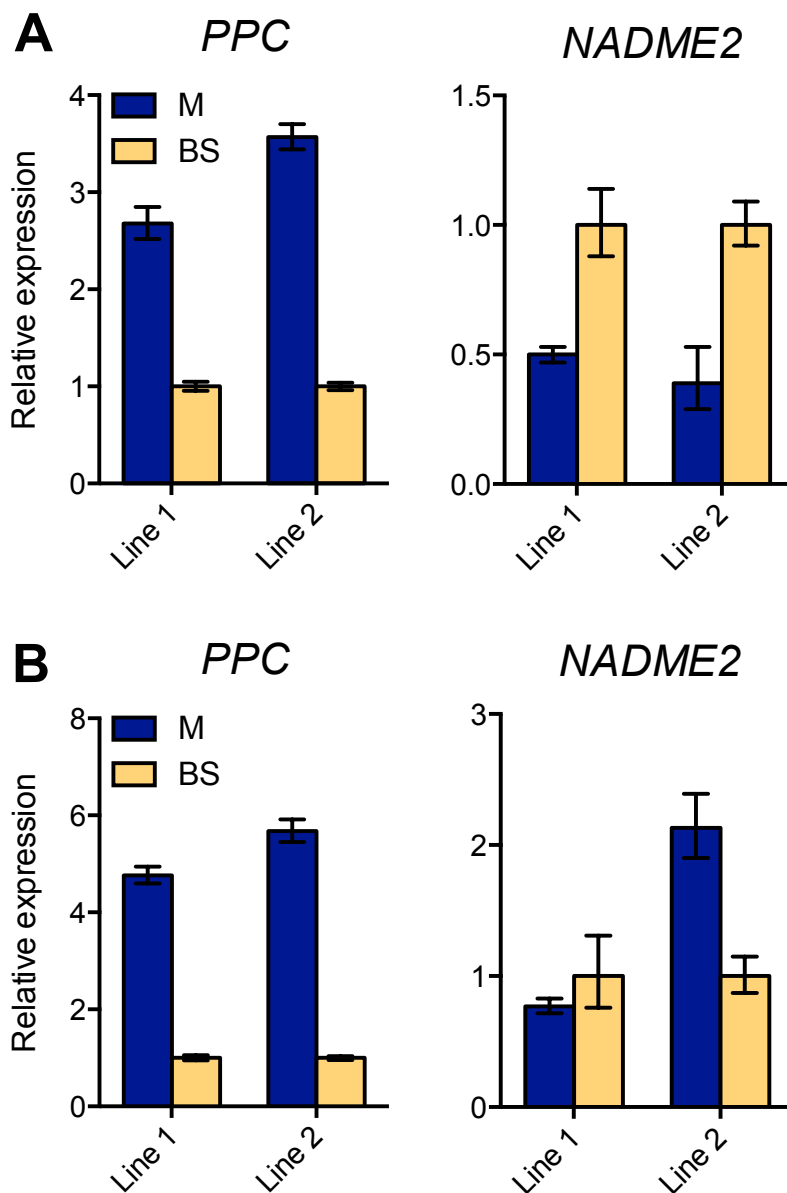 A
PPC
NADME2
Relative expression
4
3
2
1
0
M
BS
Line 1
Line 2
1.5
1.0
0.5
0.0
Line 1
Line 2
B
PPC
NADME2
Relative expression
8
6
4
2
0
M
BS
Line 1
Line 2
3
2
1
0
Line 1
Line 2